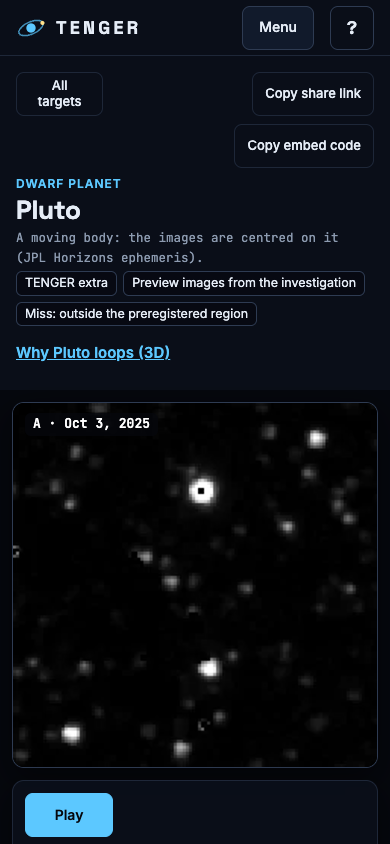 TENGER
Menu
?
All
targets
Copy share link
Copy embed code
DWARF PLANET
Pluto
A moving body: the images are centred on it
(JPL Horizons ephemeris).
TENGER extra
Preview images from the investigation
Miss: outside the preregistered region
Why Pluto loops (3D)
A · Oct 3, 2025
Play